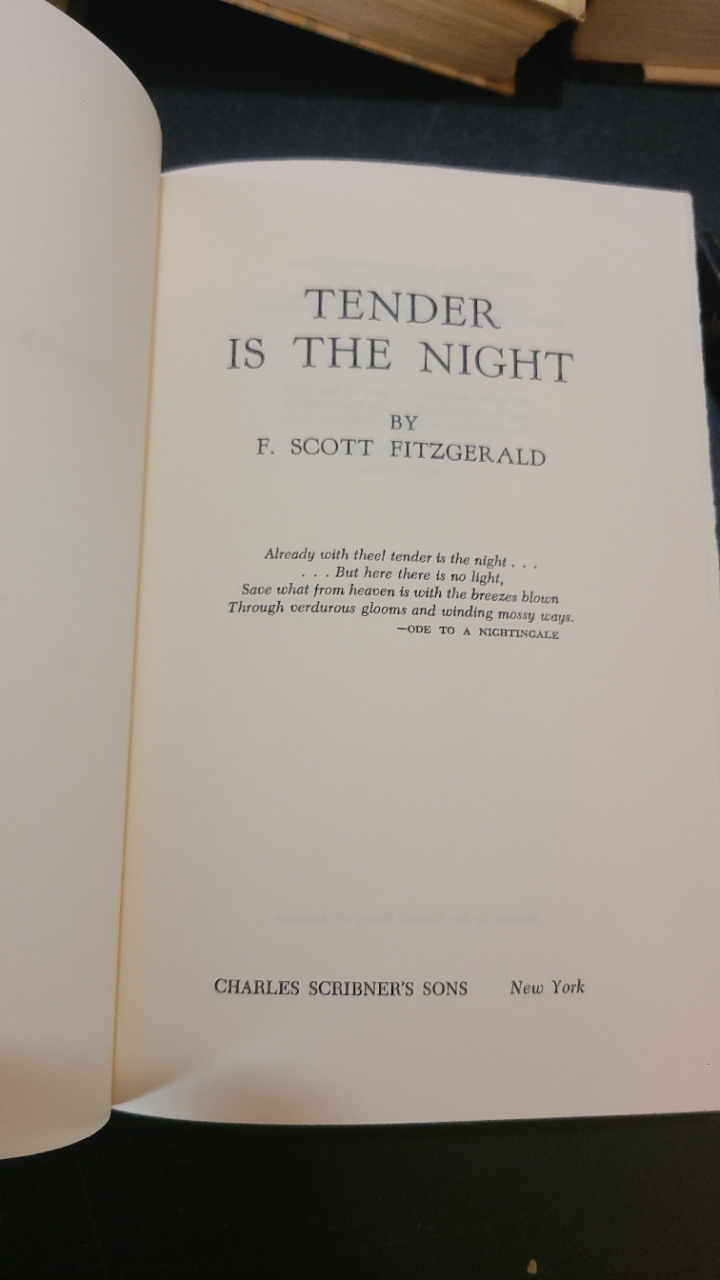 TENDER
IS THE NIGHT
BY
F. SCOTT FITZGERALD
Already with thee! tender is the night . . .
. . . But here there is no light,
Save what from heaven is with the breezes blown
Through verdurous glooms and winding mossy ways.
—ODE TO A NIGHTINGALE
CHARLES SCRIBNER'S SONS New York